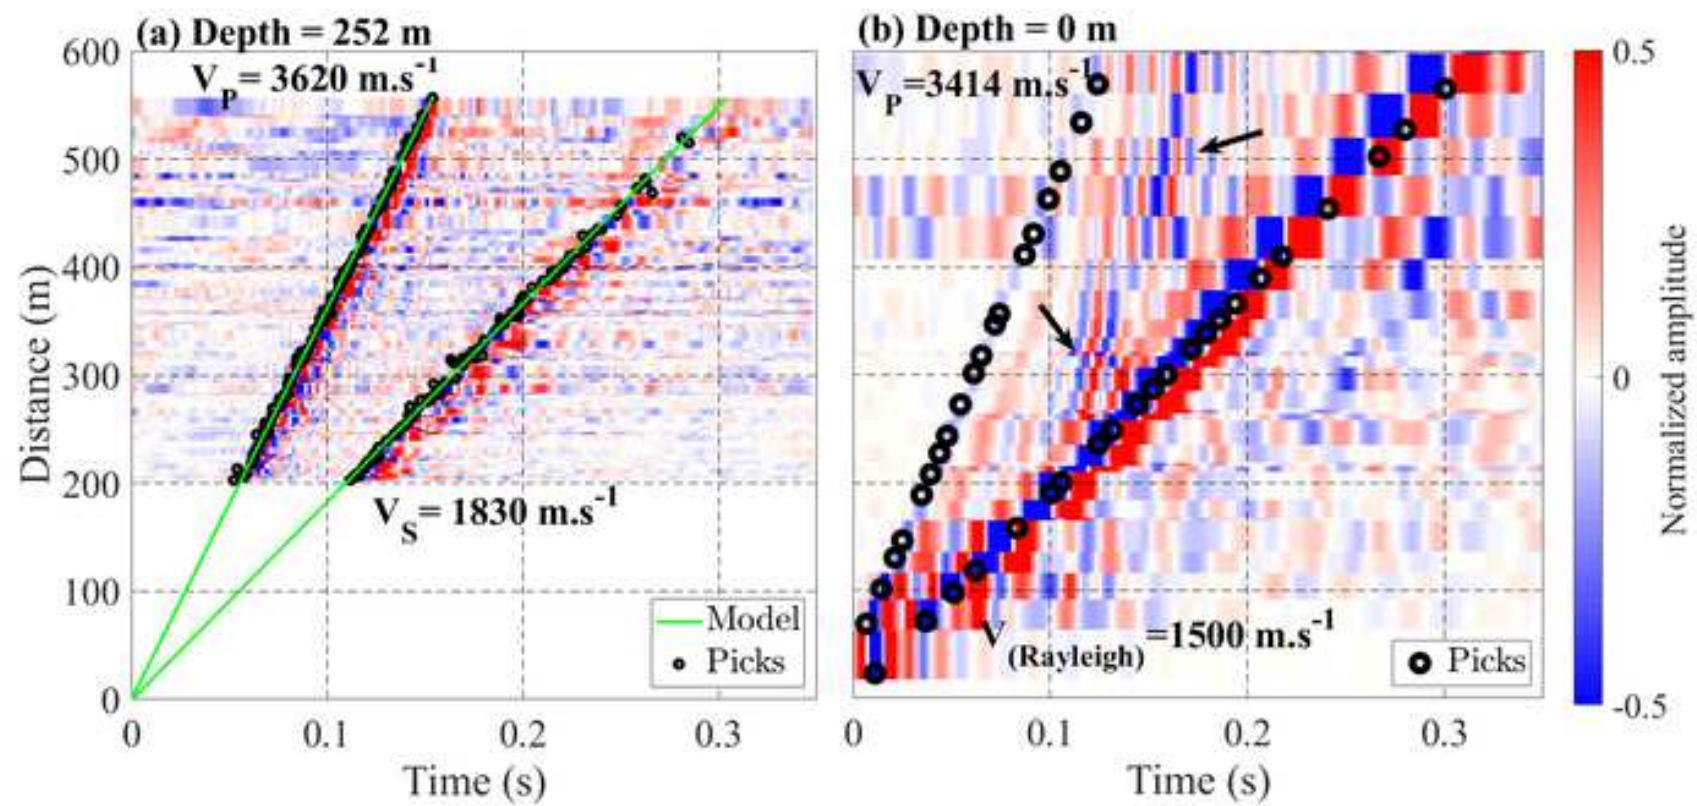 (a) Depth = 252 m
V_P = 3620 m.s^-1
V_S = 1830 m.s^-1
Model
Picks
600
500
400
300
200
100
0
Distance (m)
0 0.1 0.2 0.3
Time (s)
(b) Depth = 0 m
V_P=3414 m.s^-1
V_(Rayleigh) =1500 m.s^-1
Picks
0 0.1 0.2 0.3
Time (s)
0.5
0
-0.5
Normalized amplitude